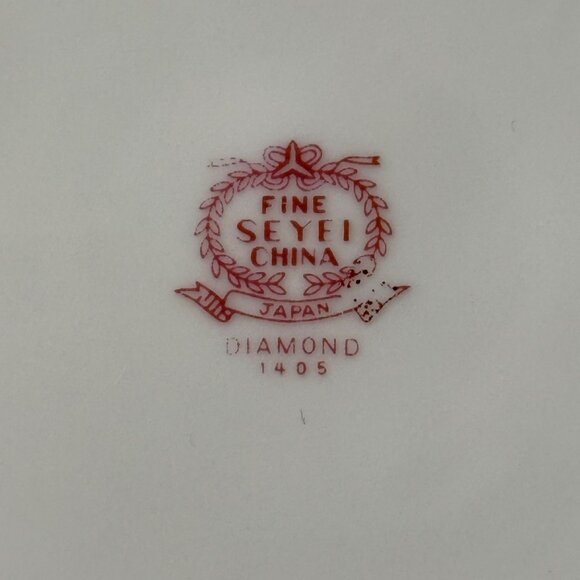 FINE
SEYEI
CHINA
JAPAN
DIAMOND
1405